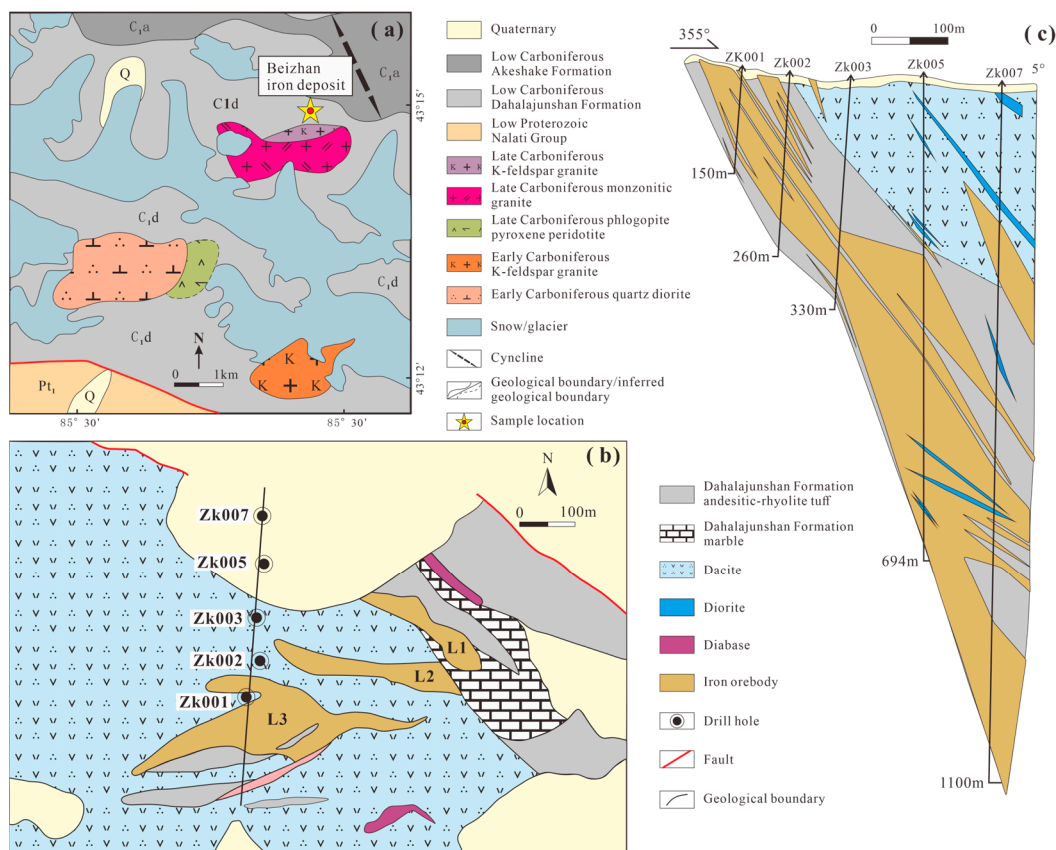 (a)
C₁a
C₁a
Q
Beizhan
iron deposit
C1d
K
+
K
43°15'
C₁d
C₁d
C₁d
C₁d
N
0 1km
K
K
K
43°12'
Pt₁
Q
85° 30'
85° 30'
Quaternary
Low Carboniferous
Akeshake Formation
Low Carboniferous
Dahalajunshan Formation
Low Proterozoic
Nalati Group
K + K
Late Carboniferous
K-feldspar granite
Late Carboniferous monzonitic
granite
Late Carboniferous phlogopite
pyroxene peridotite
K + K
Early Carboniferous
K-feldspar granite
Early Carboniferous quartz diorite
Snow/glacier
Cyncline
Geological boundary/inferred
geological boundary
Sample location
(c)
0 100m
355°
ZK001
Zk002
Zk003
Zk005
Zk007
5°
150m
260m
330m
694m
1100m
(b)
N
0 100m
Zk007
Zk005
Zk003
Zk002
Zk001
L1
L2
L3
Dahalajunshan Formation
andesitic-rhyolite tuff
Dahalajunshan Formation
marble
Dacite
Diorite
Diabase
Iron orebody
Drill hole
Fault
Geological boundary